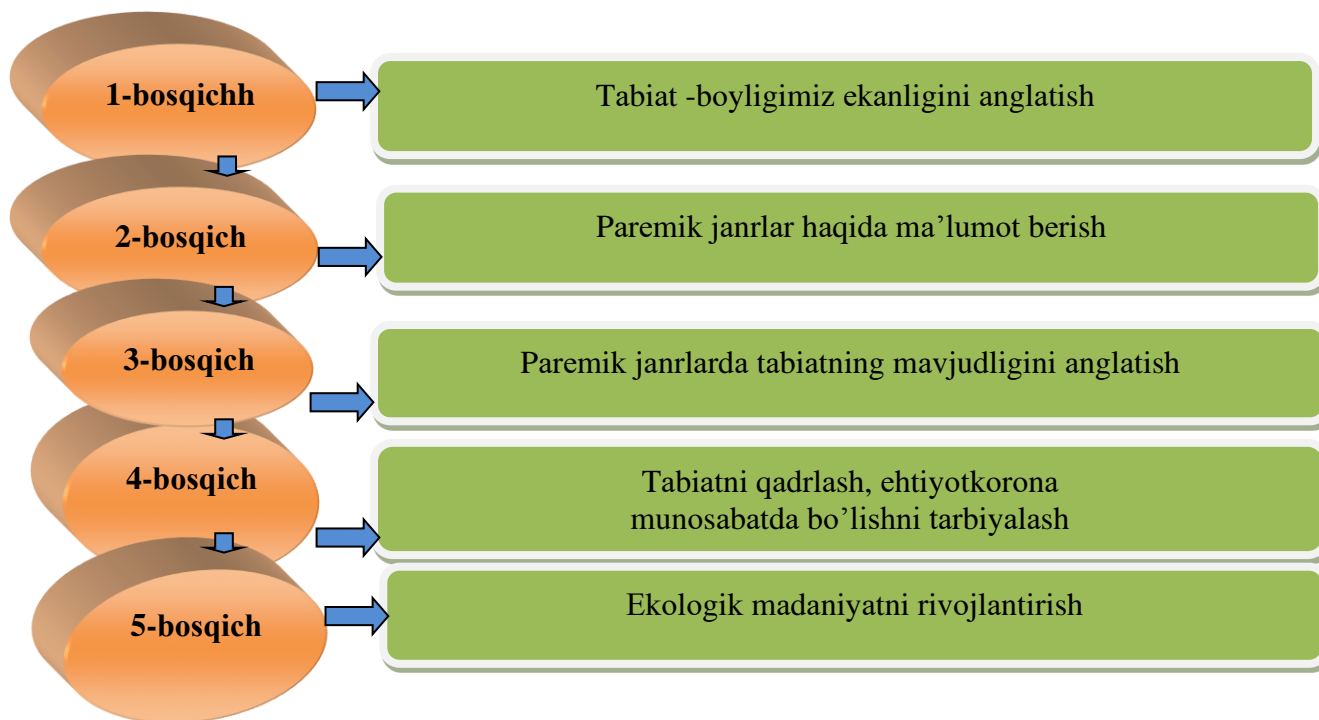 1-bosqichh
Tabiat -boyligimiz ekanligini anglatish
2-bosqich
Paremik janrlar haqida ma’lumot berish
3-bosqich
Paremik janrlarda tabiatning mavjudligini anglatish
4-bosqich
Tabiatni qadrlash, ehtiyotkorona
munosabatda bo’lishni tarbiyalash
5-bosqich
Ekologik madaniyatni rivojlantirish